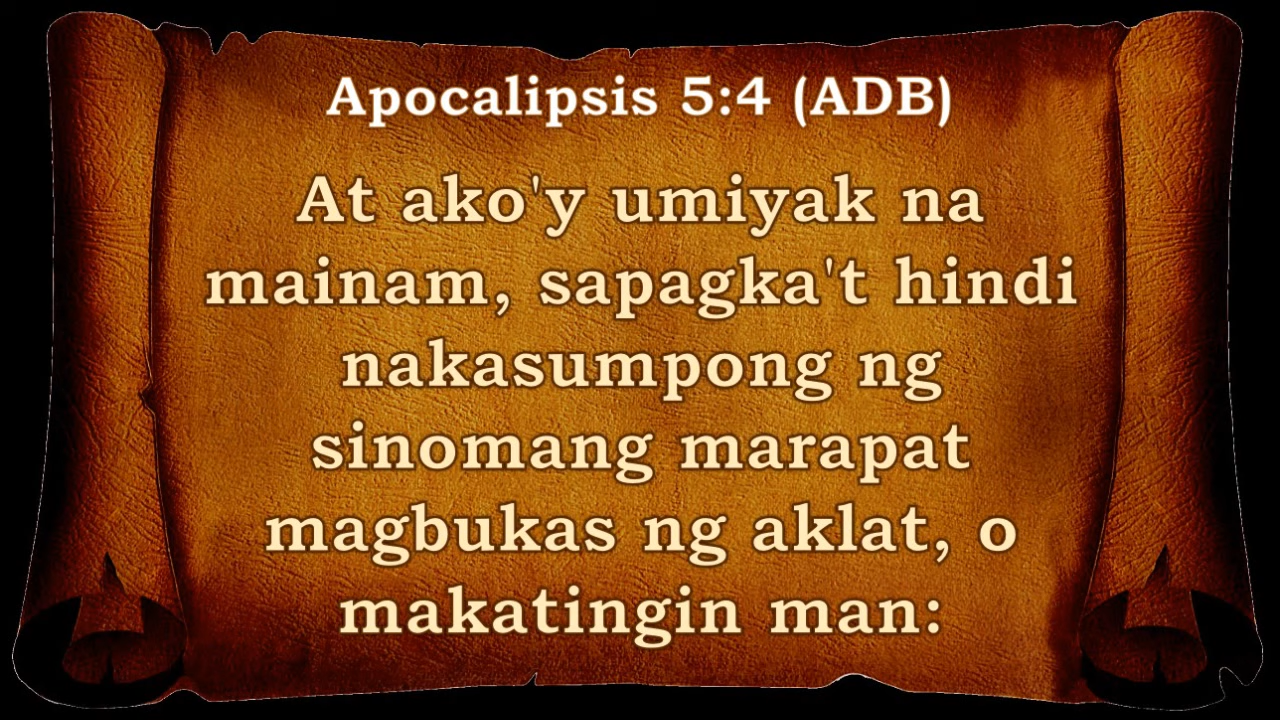 Apocalipsis 5:4 (ADB)
At ako'y umiyak na
mainam, sapagka't hindi
nakasumpong ng
sinomang marapat
magbukas ng aklat, o
makatingin man: